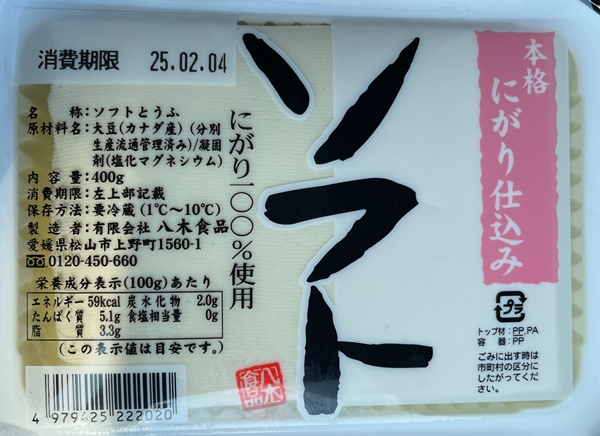 消費期限 25.02.04
名称:ソフトとうふ
原材料名:大豆(カナダ産)(分別
生産流通管理済み)/凝固
剤(塩化マグネシウム)
内容量:400g
消費期限:左上部記載
保存方法:要冷蔵(1℃〜10℃)
製造者:有限会社 八木食品
愛媛県松山市上野町1560-1
0120-450-660
栄養成分表示(100g)あたり
エネルギー 59kcal 炭水化物 2.0g
たんぱく質 5.1g 食塩相当量 0g
脂質 3.3g
(この表示値は目安です。)
4 979425 222020
にがり一〇〇%使用
ソフト
八木食品
本格
にがり仕込み
プラ
トップ材:PP,PA
容器:PP
ごみに出す時は
市町村の区分に
したがってくだ
さい。